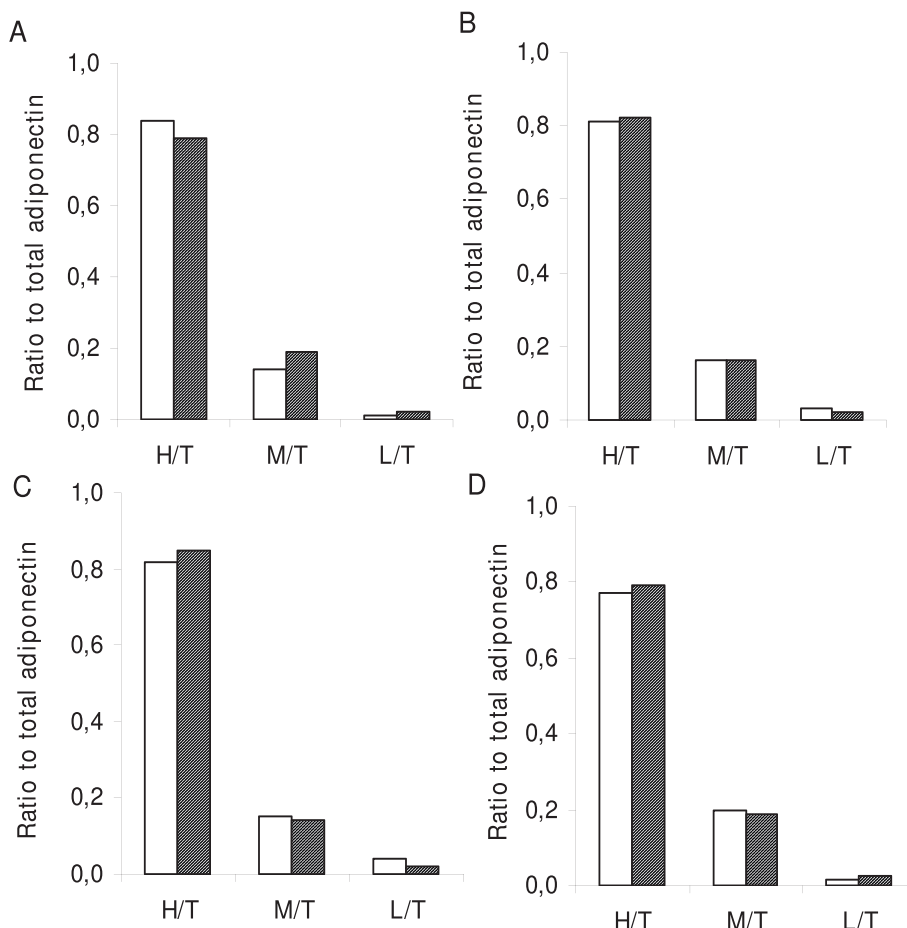 A
Ratio to total adiponectin
1,0
0,8
0,6
0,4
0,2
0,0
H/T M/T L/T
B
Ratio to total adiponectin
1,0
0,8
0,6
0,4
0,2
0,0
H/T M/T L/T
C
Ratio to total adiponectin
1,0
0,8
0,6
0,4
0,2
0,0
H/T M/T L/T
D
Ratio to total adiponectin
1,0
0,8
0,6
0,4
0,2
0,0
H/T M/T L/T